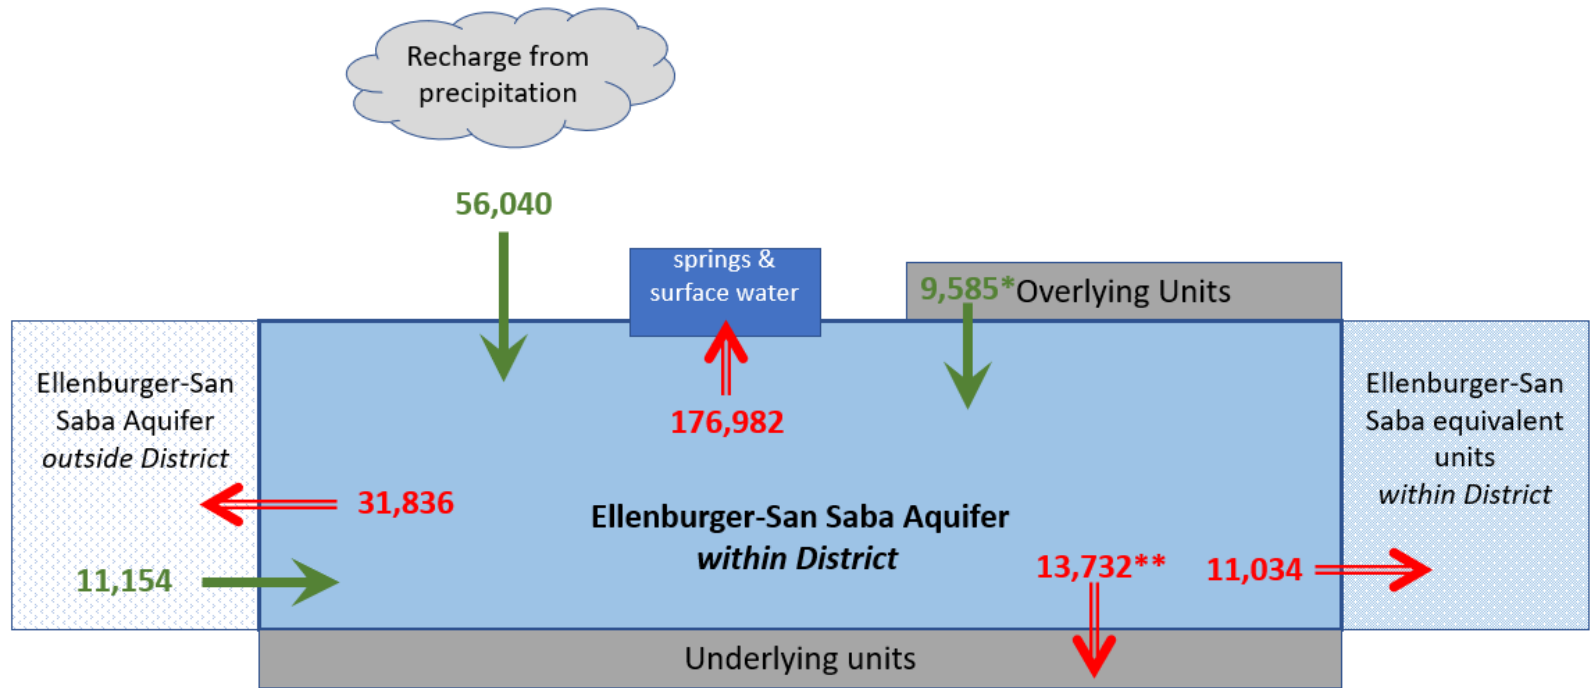 Recharge from
precipitation
56,040
springs &
surface water
9,585*Overlying Units
Ellenburger-San
Saba Aquifer
outside District
176,982
Ellenburger-San
Saba equivalent
units
within District
31,836
Ellenburger-San Saba Aquifer
within District
11,154
13,732**
11,034
Underlying units